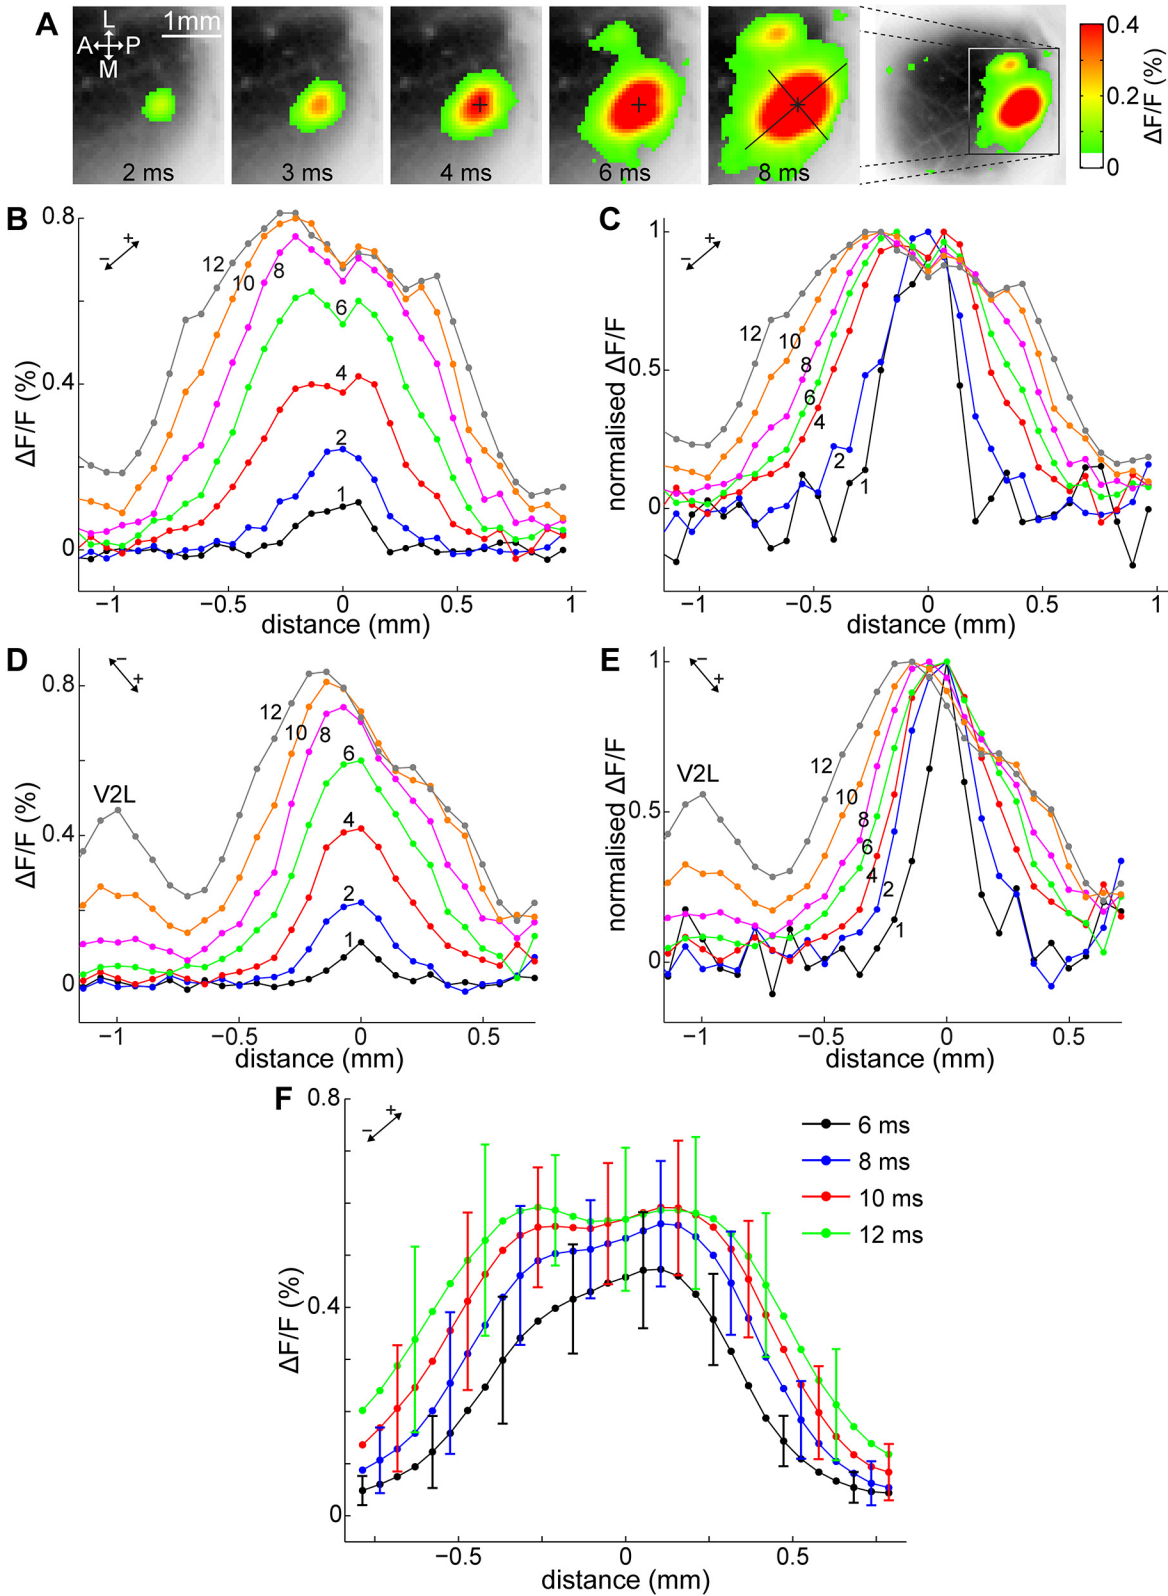 A
L
A P
M
1mm
2 ms
3 ms
4 ms
6 ms
8 ms
0.4
0.2
0
ΔF/F (%)
B
0.8
0.4
0
ΔF/F (%)
− +
12
10
8
6
4
2
1
−1 −0.5 0 0.5 1
distance (mm)
C
1
0.5
0
normalised ΔF/F
− +
12
10
8
6
4
2
1
−1 −0.5 0 0.5 1
distance (mm)
D
0.8
0.4
0
ΔF/F (%)
− +
V2L
12
10
8
6
4
2
1
−1 −0.5 0 0.5
distance (mm)
E
1
0.5
0
normalised ΔF/F
− +
V2L
12
10
8
6
4
2
1
−1 −0.5 0 0.5
distance (mm)
F
0.8
0.4
0
ΔF/F (%)
− +
6 ms
8 ms
10 ms
12 ms
−0.5 0 0.5
distance (mm)